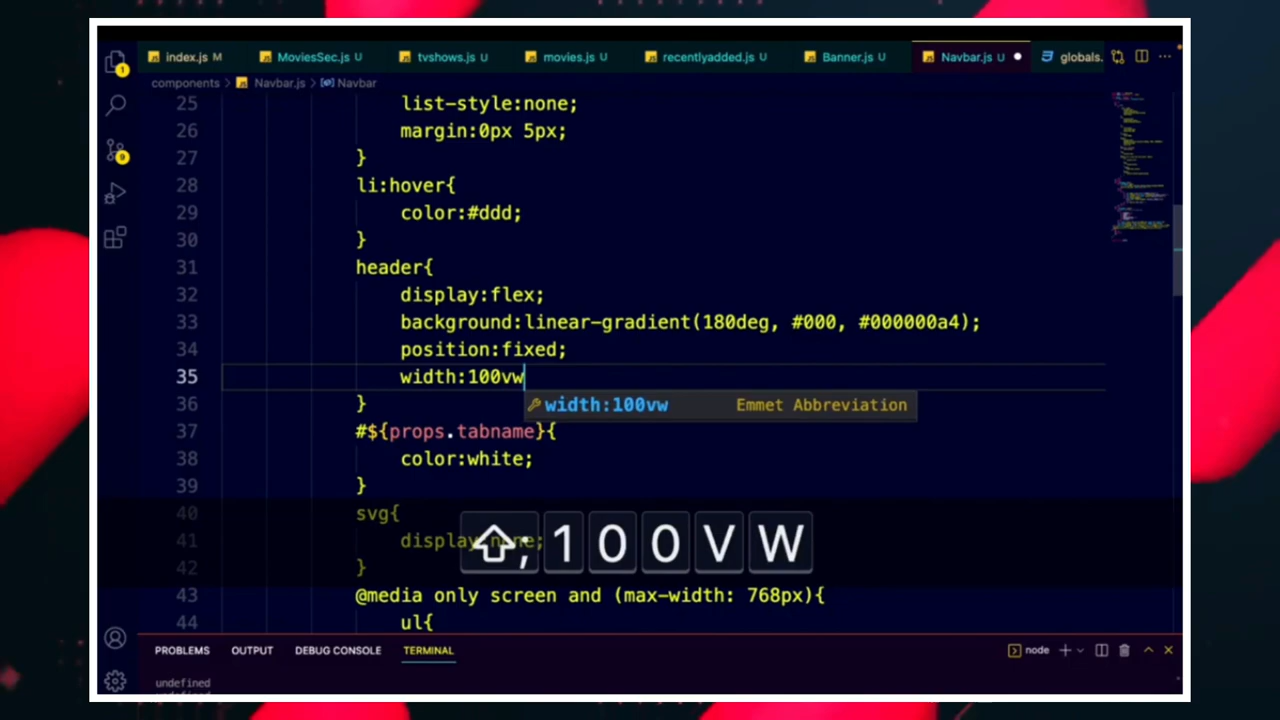 index.js M MoviesSec.js U tvshows.js U movies.js U recentlyadded.js U Banner.js U Navbar.js U globals.
components > Navbar.js > Navbar
1
9
25 list-style:none;
26 margin:0px 5px;
27 }
28 li:hover{
29 color:#ddd;
30 }
31 header{
32 display:flex;
33 background:linear-gradient(180deg, #000, #000000a4);
34 position:fixed;
35 width:100vw
width:100vw Emmet Abbreviation
36 }
37 #${props.tabname}{
38 color:white;
39 }
40 svg{
41 display:none;
⇧; 1 0 0 V W
42 }
43 @media only screen and (max-width: 768px){
44 ul{
PROBLEMS OUTPUT DEBUG CONSOLE TERMINAL node
undefined
undefined